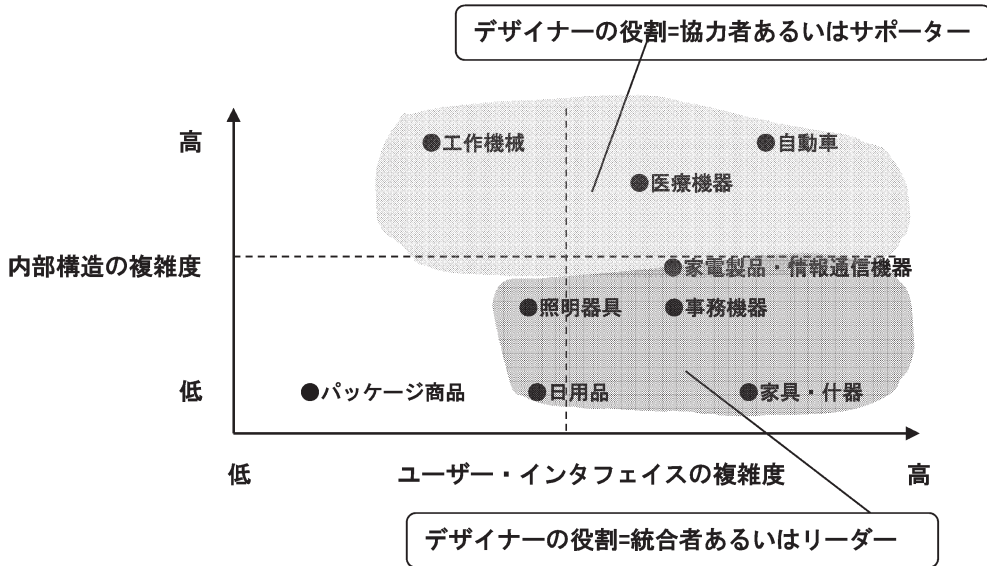 デザイナーの役割=協力者あるいはサポーター
高
工作機械
自動車
医療機器
内部構造の複雑度
家電製品・情報通信機器
照明器具
事務機器
低
パッケージ商品
日用品
家具・什器
低
ユーザー・インタフェイスの複雑度
高
デザイナーの役割=統合者あるいはリーダー